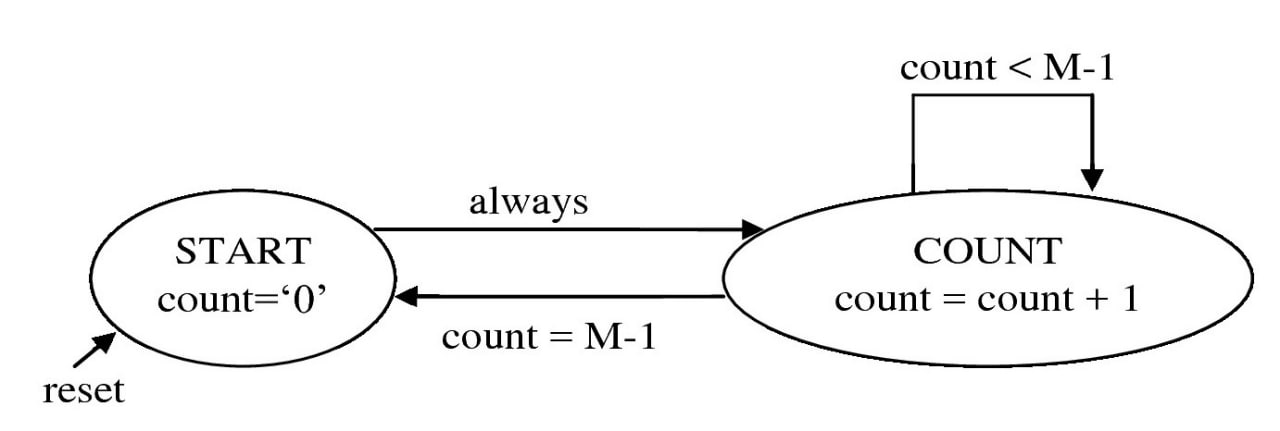 count < M-1
always
START
count=‘0’
COUNT
count = count + 1
count = M-1
reset